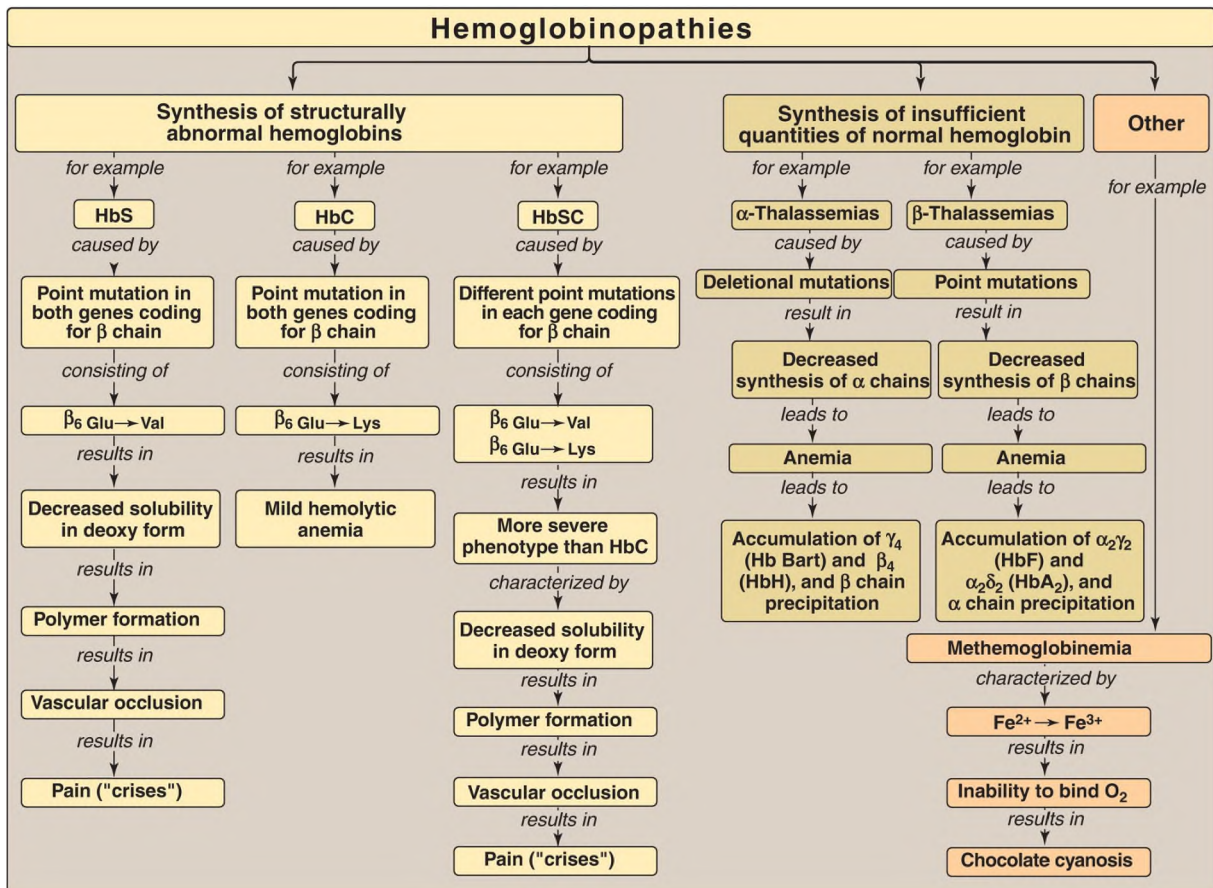 Hemoglobinopathies
Synthesis of structurally
abnormal hemoglobins
for example
HbS
caused by
Point mutation in
both genes coding
for β chain
consisting of
β₆ Glu→Val
results in
Decreased solubility
in deoxy form
results in
Polymer formation
results in
Vascular occlusion
results in
Pain ("crises")
for example
HbC
caused by
Point mutation in
both genes coding
for β chain
consisting of
β₆ Glu→Lys
results in
Mild hemolytic
anemia
for example
HbSC
caused by
Different point mutations
in each gene coding
for β chain
consisting of
β₆ Glu→Val
β₆ Glu→Lys
results in
More severe
phenotype than HbC
characterized by
Decreased solubility
in deoxy form
results in
Polymer formation
results in
Vascular occlusion
results in
Pain ("crises")
Synthesis of insufficient
quantities of normal hemoglobin
for example
α-Thalassemias
caused by
Deletional mutations
result in
Decreased
synthesis of α chains
leads to
Anemia
leads to
Accumulation of γ₄
(Hb Bart) and β₄
(HbH), and β chain
precipitation
for example
β-Thalassemias
caused by
Point mutations
result in
Decreased
synthesis of β chains
leads to
Anemia
leads to
Accumulation of α₂γ₂
(HbF) and
α₂δ₂ (HbA₂), and
α chain precipitation
Other
for example
Methemoglobinemia
characterized by
Fe²⁺→Fe³⁺
results in
Inability to bind O₂
results in
Chocolate cyanosis